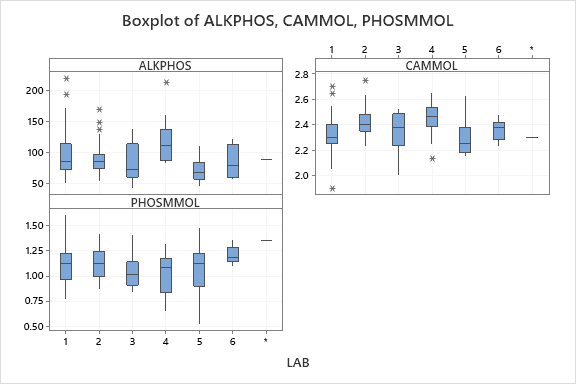 Boxplot of ALKPHOS, CAMMOL, PHOSMMOL
1 2 3 4 5 6 *
ALKPHOS CAMMOL
200
150
100
50
2.8
2.6
2.4
2.2
2.0
PHOSMMOL
1.50
1.25
1.00
0.75
0.50
1 2 3 4 5 6 *
LAB